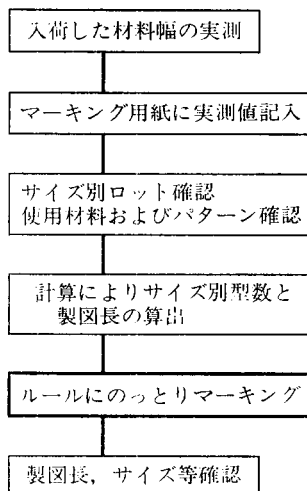 入荷した材料幅の実測
マーキング用紙に実測値記入
サイズ別ロット確認
使用材料およびパターン確認
計算によりサイズ別型数と
製図長の算出
ルールにのっとりマーキング
製図長，サイズ等確認